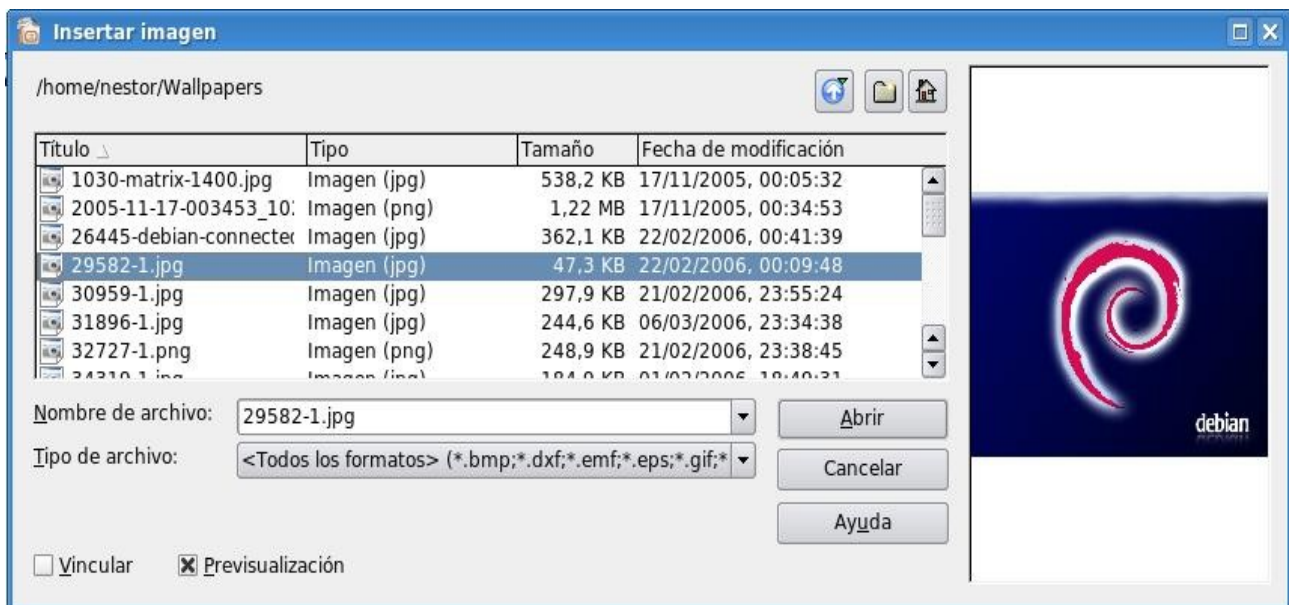 Insertar imagen
/home/nestor/Wallpapers
Título Tipo Tamaño Fecha de modificación
1030-matrix-1400.jpg Imagen (jpg) 538,2 KB 17/11/2005, 00:05:32
2005-11-17-003453_10 Imagen (png) 1,22 MB 17/11/2005, 00:34:53
26445-debian-connected Imagen (jpg) 362,1 KB 22/02/2006, 00:41:39
29582-1.jpg Imagen (jpg) 47,3 KB 22/02/2006, 00:09:48
30959-1.jpg Imagen (jpg) 297,9 KB 21/02/2006, 23:55:24
31896-1.jpg Imagen (jpg) 244,6 KB 06/03/2006, 23:34:38
32727-1.png Imagen (png) 248,9 KB 21/02/2006, 23:38:45
Nombre de archivo: 29582-1.jpg Abrir
Tipo de archivo: <Todos los formatos> (*.bmp;*.dxf;*.emf;*.eps;*.gif;* Cancelar
Ayuda
Vincular Previsualización
debian